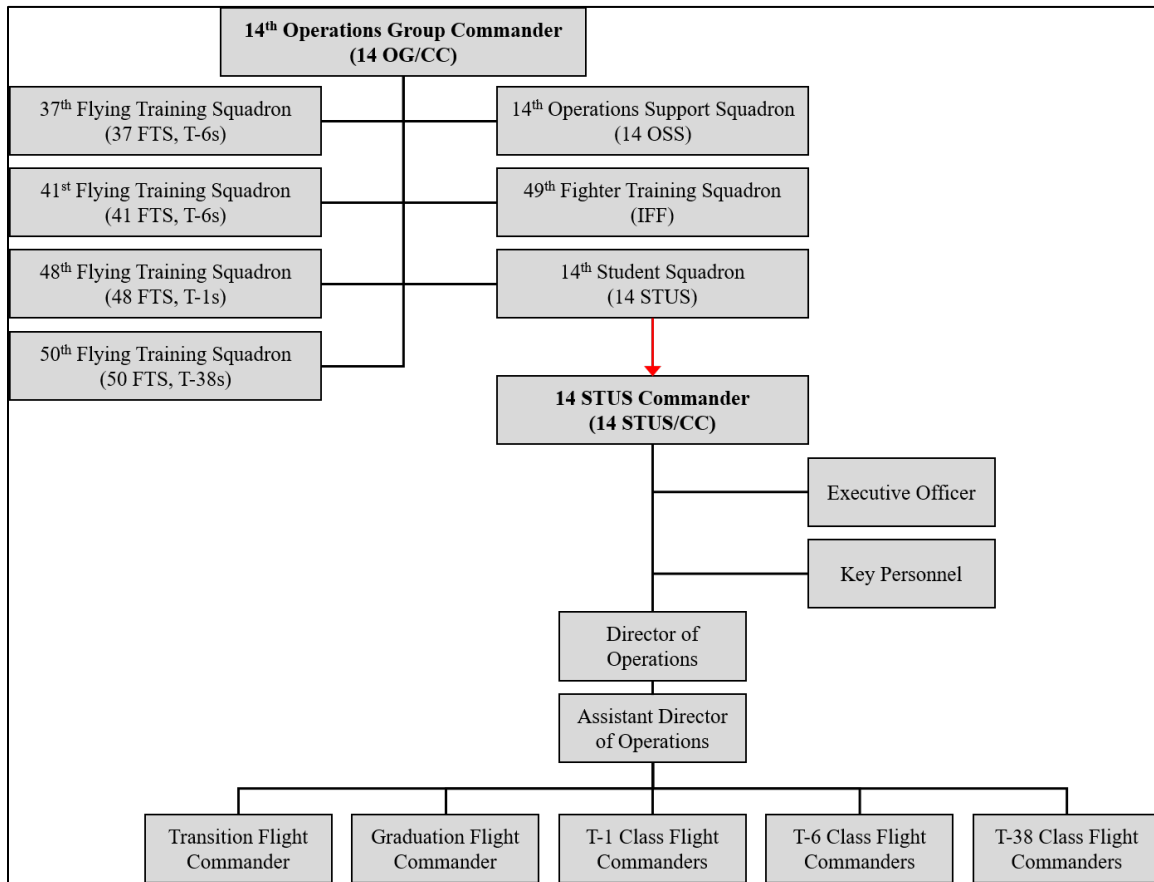 14th Operations Group Commander
(14 OG/CC)
37th Flying Training Squadron
(37 FTS, T-6s)
14th Operations Support Squadron
(14 OSS)
41st Flying Training Squadron
(41 FTS, T-6s)
49th Fighter Training Squadron
(IFF)
48th Flying Training Squadron
(48 FTS, T-1s)
14th Student Squadron
(14 STUS)
50th Flying Training Squadron
(50 FTS, T-38s)
14 STUS Commander
(14 STUS/CC)
Executive Officer
Key Personnel
Director of
Operations
Assistant Director
of Operations
Transition Flight
Commander
Graduation Flight
Commander
T-1 Class Flight
Commanders
T-6 Class Flight
Commanders
T-38 Class Flight
Commanders